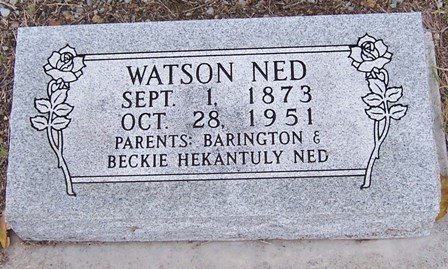 WATSON NED
SEPT. 1, 1873
OCT. 28, 1951
PARENTS: BARINGTON &
BECKIE HEKANTULY NED